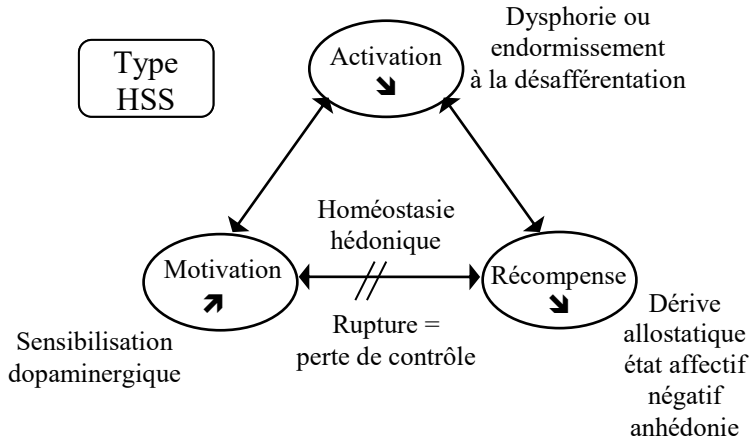 Type
HSS
Activation
Dysphorie ou
endormissement
à la désafférentation
Homéostasie
hédonique
Motivation
Récompense
Rupture =
perte de contrôle
Sensibilisation
dopaminergique
Dérive
allostatique
état affectif
négatif
anhédonie